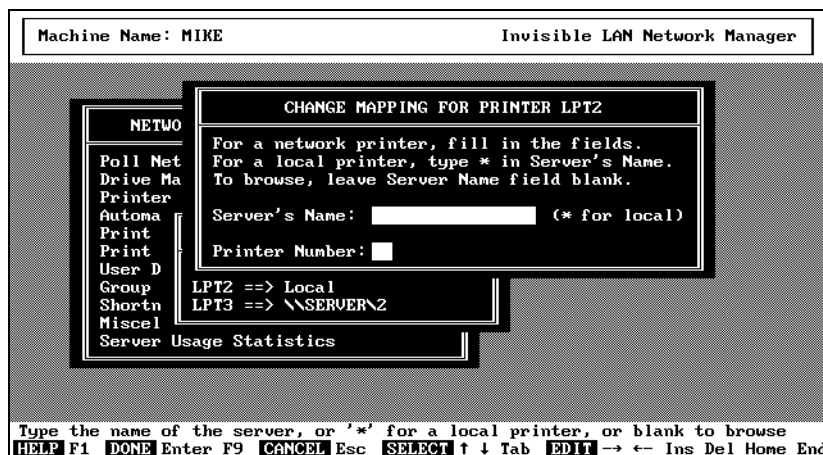 Machine Name: MIKE Invisible LAN Network Manager
CHANGE MAPPING FOR PRINTER LPT2
For a network printer, fill in the fields.
For a local printer, type * in Server's Name.
To browse, leave Server Name field blank.
Server's Name: (* for local)
Printer Number:
NETWO
Poll Net
Drive Ma
Printer
Automa
Print
Print
User D
Group
Shortn
Miscel
Server Usage Statistics
LPT2 ==> Local
LPT3 ==> \\SERVER\2
Type the name of the server, or '*' for a local printer, or blank to browse
HELP F1 DONE Enter F9 CANCEL Esc SELECT ↑ ↓ Tab EDIT → ← Ins Del Home End